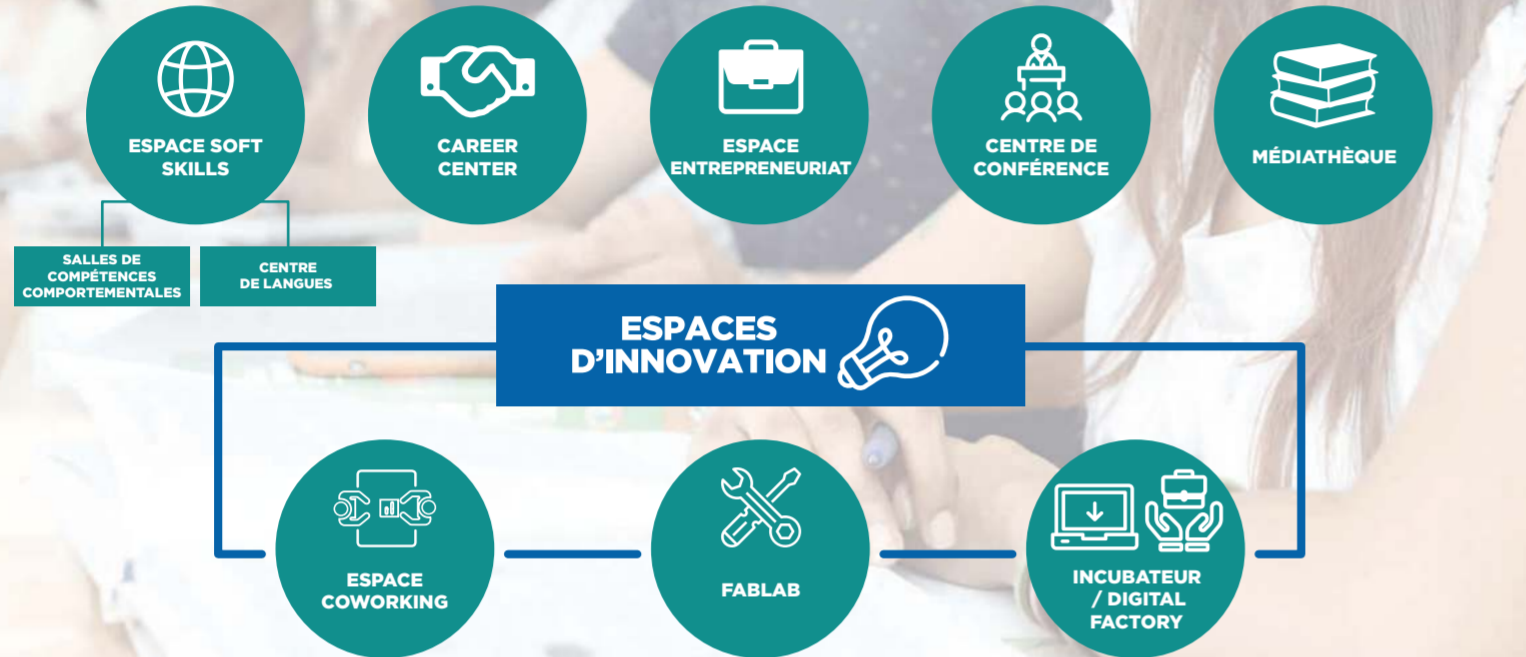 ESPACE SOFT
SKILLS
CAREER
CENTER
ESPACE
ENTREPRENEURIAT
CENTRE DE
CONFÉRENCE
MÉDIATHÈQUE
SALLES DE
COMPÉTENCES
COMPORTEMENTALES
CENTRE
DE LANGUES
ESPACES
D'INNOVATION
ESPACE
COWORKING
FABLAB
INCUBATEUR
/ DIGITAL
FACTORY